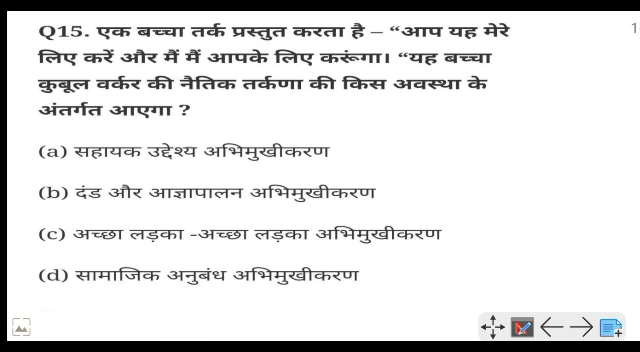 Q15. एक बच्चा तर्क प्रस्तुत करता है – “आप यह मेरे
लिए करें और मैं मैं आपके लिए करूंगा। “यह बच्चा
कुबूल वर्कर की नैतिक तर्कणा की किस अवस्था के
अंतर्गत आएगा ?
(a) सहायक उद्देश्य अभिमुखीकरण
(b) दंड और आज्ञापालन अभिमुखीकरण
(c) अच्छा लड़का -अच्छा लड़का अभिमुखीकरण
(d) सामाजिक अनुबंध अभिमुखीकरण